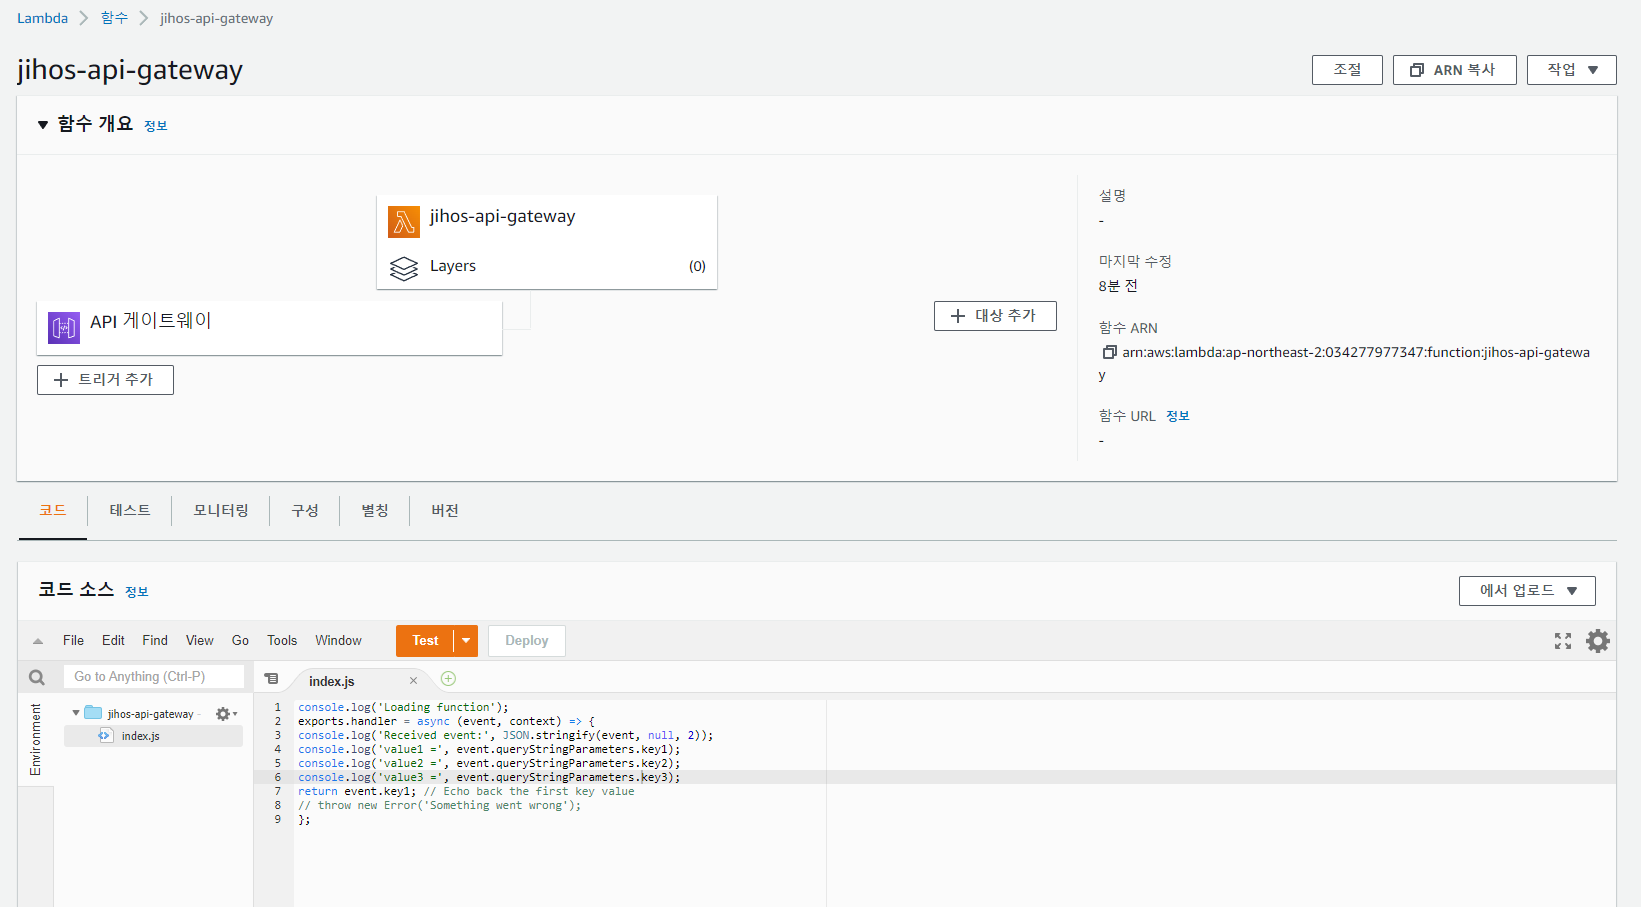 Lambda > 함수 > jihos-api-gateway
jihos-api-gateway
조절
ARN 복사
작업 ▼
▼ 함수 개요 정보
jihos-api-gateway
Layers (0)
API 게이트웨이
+ 트리거 추가
+ 대상 추가
설명
-
마지막 수정
8분 전
함수 ARN
arn:aws:lambda:ap-northeast-2:034277977347:function:jihos-api-gatewa
y
함수 URL 정보
-
코드 테스트 모니터링 구성 별칭 버전
코드 소스 정보
에서 업로드 ▼
File Edit Find View Go Tools Window Test Deploy
Go to Anything (Ctrl-P)
Environment
jihos-api-gateway -
index.js
index.js ×
1 console.log('Loading function');
2 exports.handler = async (event, context) => {
3 console.log('Received event:', JSON.stringify(event, null, 2));
4 console.log('value1 =', event.queryStringParameters.key1);
5 console.log('value2 =', event.queryStringParameters.key2);
6 console.log('value3 =', event.queryStringParameters.key3);
7 return event.key1; // Echo back the first key value
8 // throw new Error('Something went wrong');
9 };